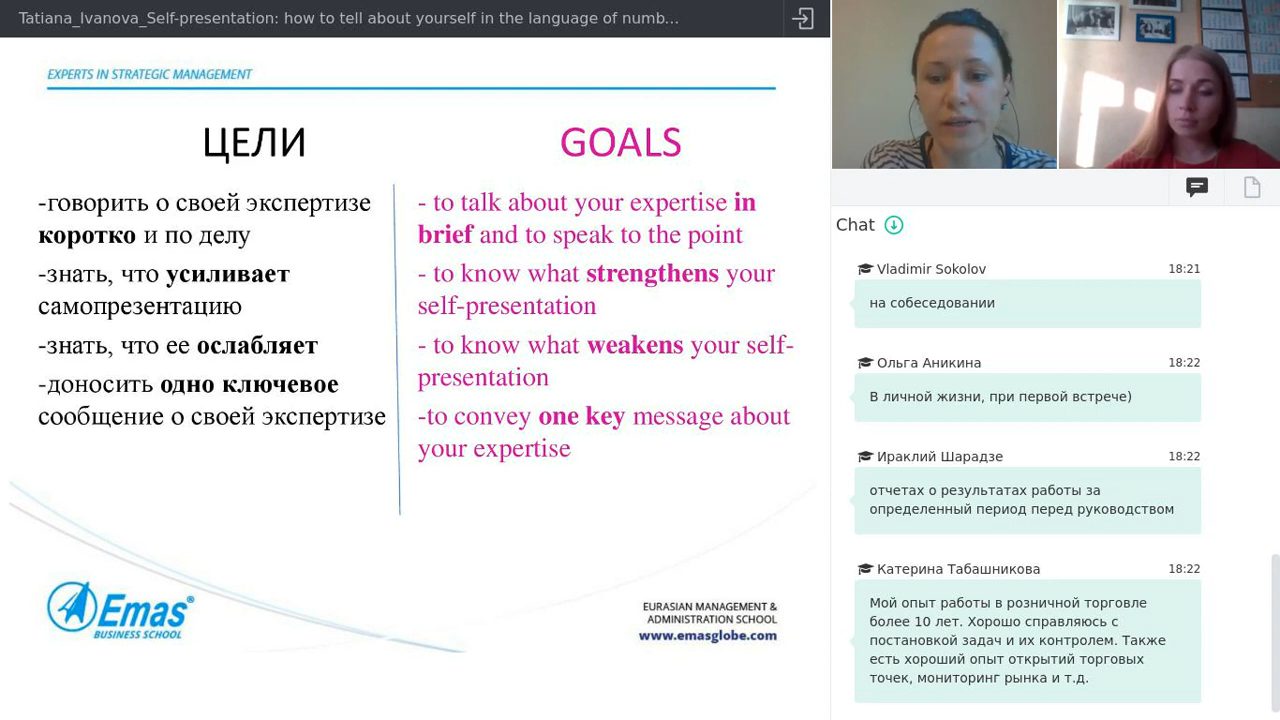 Tatiana_Ivanova_Self-presentation: how to tell about yourself in the language of numb...
EXPERTS IN STRATEGIC MANAGEMENT
ЦЕЛИ
-говорить о своей экспертизе
коротко и по делу
-знать, что усиливает
самопрезентацию
-знать, что ее ослабляет
-доносить одно ключевое
сообщение о своей экспертизе
GOALS
- to talk about your expertise in
brief and to speak to the point
- to know what strengthens your
self-presentation
- to know what weakens your self-
presentation
-to convey one key message about
your expertise
Emas®
BUSINESS SCHOOL
EURASIAN MANAGEMENT &
ADMINISTRATION SCHOOL
www.emasglobe.com
Chat
Vladimir Sokolov 18:21
на собеседовании
Ольга Аникина 18:22
В личной жизни, при первой встрече)
Ираклий Шарадзе 18:22
отчетах о результатах работы за
определенный период перед руководством
Катерина Табашникова 18:22
Мой опыт работы в розничной торговле
более 10 лет. Хорошо справляюсь с
постановкой задач и их контролем. Также
есть хороший опыт открытий торговых
точек, мониторинг рынка и т.д.